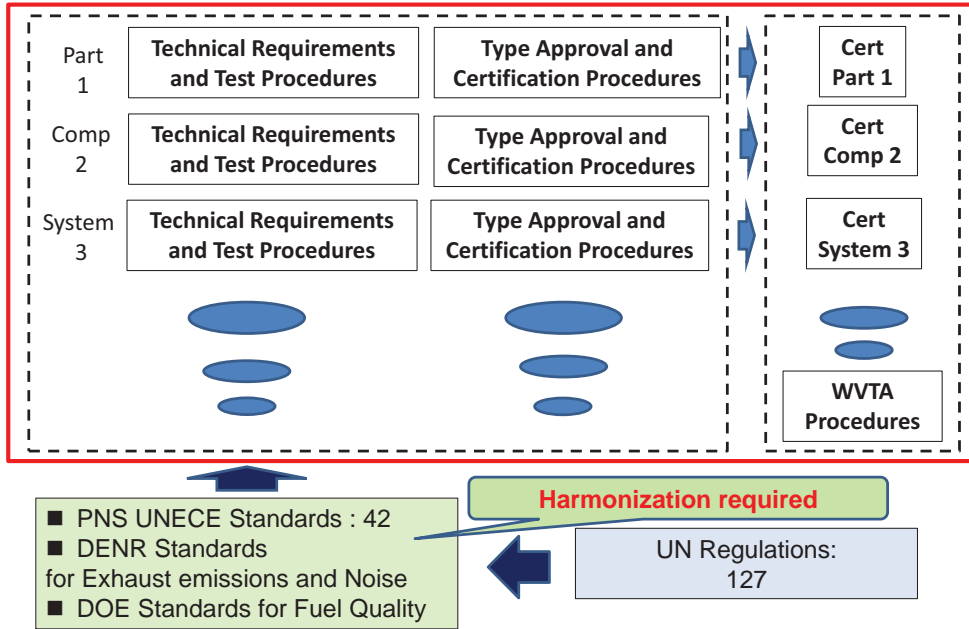 Part
1
Technical Requirements
and Test Procedures
Type Approval and
Certification Procedures
Cert
Part 1
Comp
2
Technical Requirements
and Test Procedures
Type Approval and
Certification Procedures
Cert
Comp 2
System
3
Technical Requirements
and Test Procedures
Type Approval and
Certification Procedures
Cert
System 3
WVTA
Procedures
Harmonization required
■ PNS UNECE Standards : 42
■ DENR Standards
for Exhaust emissions and Noise
■ DOE Standards for Fuel Quality
UN Regulations:
127